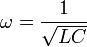 ω = 1/√LC